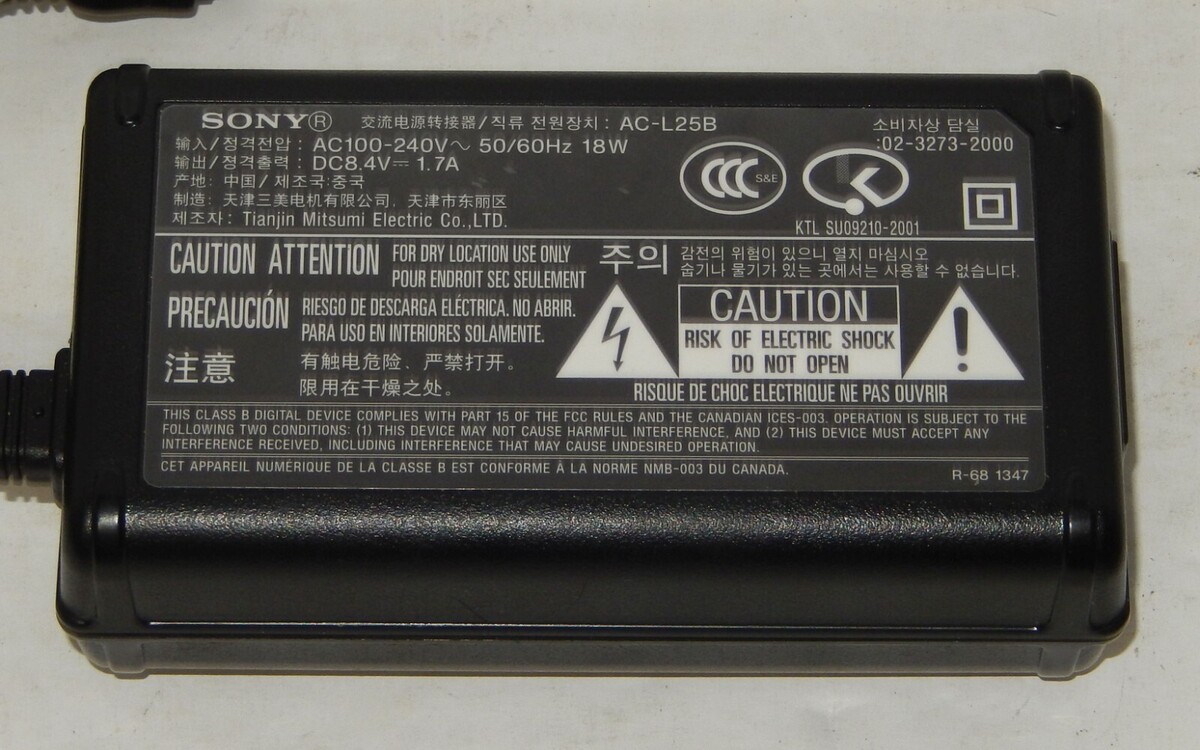 SONY® 交流电源转接器/직류 전원장치 : AC-L25B
소비자상 담실
:02-3273-2000
输入/정격전압 : AC100-240V~ 50/60Hz 18W
输出/정격출력 : DC8.4V⎓ 1.7A
产地: 中国/ 제조국:중국
制造: 天津三美电机有限公司. 天津市东丽区
제조자: Tianjin Mitsumi Electric Co.,LTD.
CCC S&E
KTL SU09210-2001
CAUTION ATTENTION FOR DRY LOCATION USE ONLY
POUR ENDROIT SEC SEULEMENT
PRECAUCIÓN RIESGO DE DESCARGA ELÉCTRICA. NO ABRIR.
PARA USO EN INTERIORES SOLAMENTE.
注意 有触电危险、严禁打开。
限用在干燥之处。
주의 감전의 위험이 있으니 열지 마십시오
숨기나 물기가 있는 곳에서는 사용할 수 없습니다.
CAUTION
RISK OF ELECTRIC SHOCK
DO NOT OPEN
RISQUE DE CHOC ELECTRIQUE NE PAS OUVRIR
THIS CLASS B DIGITAL DEVICE COMPLIES WITH PART 15 OF THE FCC RULES AND THE CANADIAN ICES-003. OPERATION IS SUBJECT TO THE
FOLLOWING TWO CONDITIONS: (1) THIS DEVICE MAY NOT CAUSE HARMFUL INTERFERENCE, AND (2) THIS DEVICE MUST ACCEPT ANY
INTERFERENCE RECEIVED, INCLUDING INTERFERENCE THAT MAY CAUSE UNDESIRED OPERATION.
CET APPAREIL NUMÉRIQUE DE LA CLASSE B EST CONFORME À LA NORME NMB-003 DU CANADA.
R-68 1347